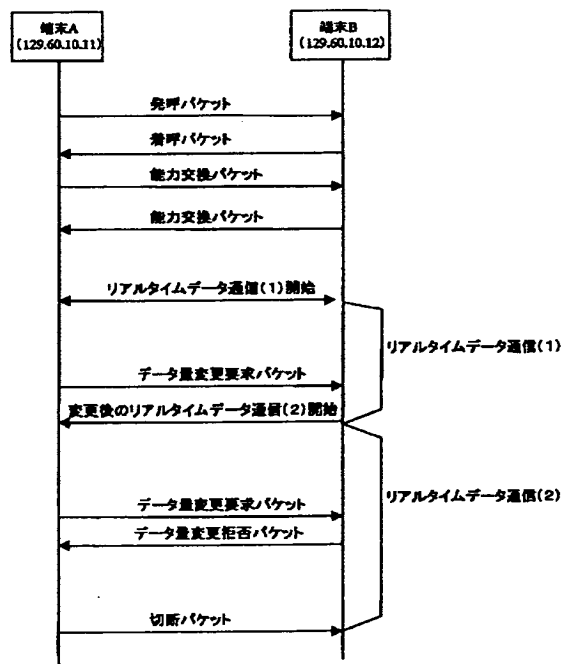 端末A
(129.60.10.11)
端末B
(129.60.10.12)
発呼パケット
着呼パケット
能力交換パケット
能力交換パケット
リアルタイムデータ通信(1)開始
リアルタイムデータ通信(1)
データ量変更要求パケット
変更後のリアルタイムデータ通信(2)開始
リアルタイムデータ通信(2)
データ量変更要求パケット
データ量変更拒否パケット
切断パケット